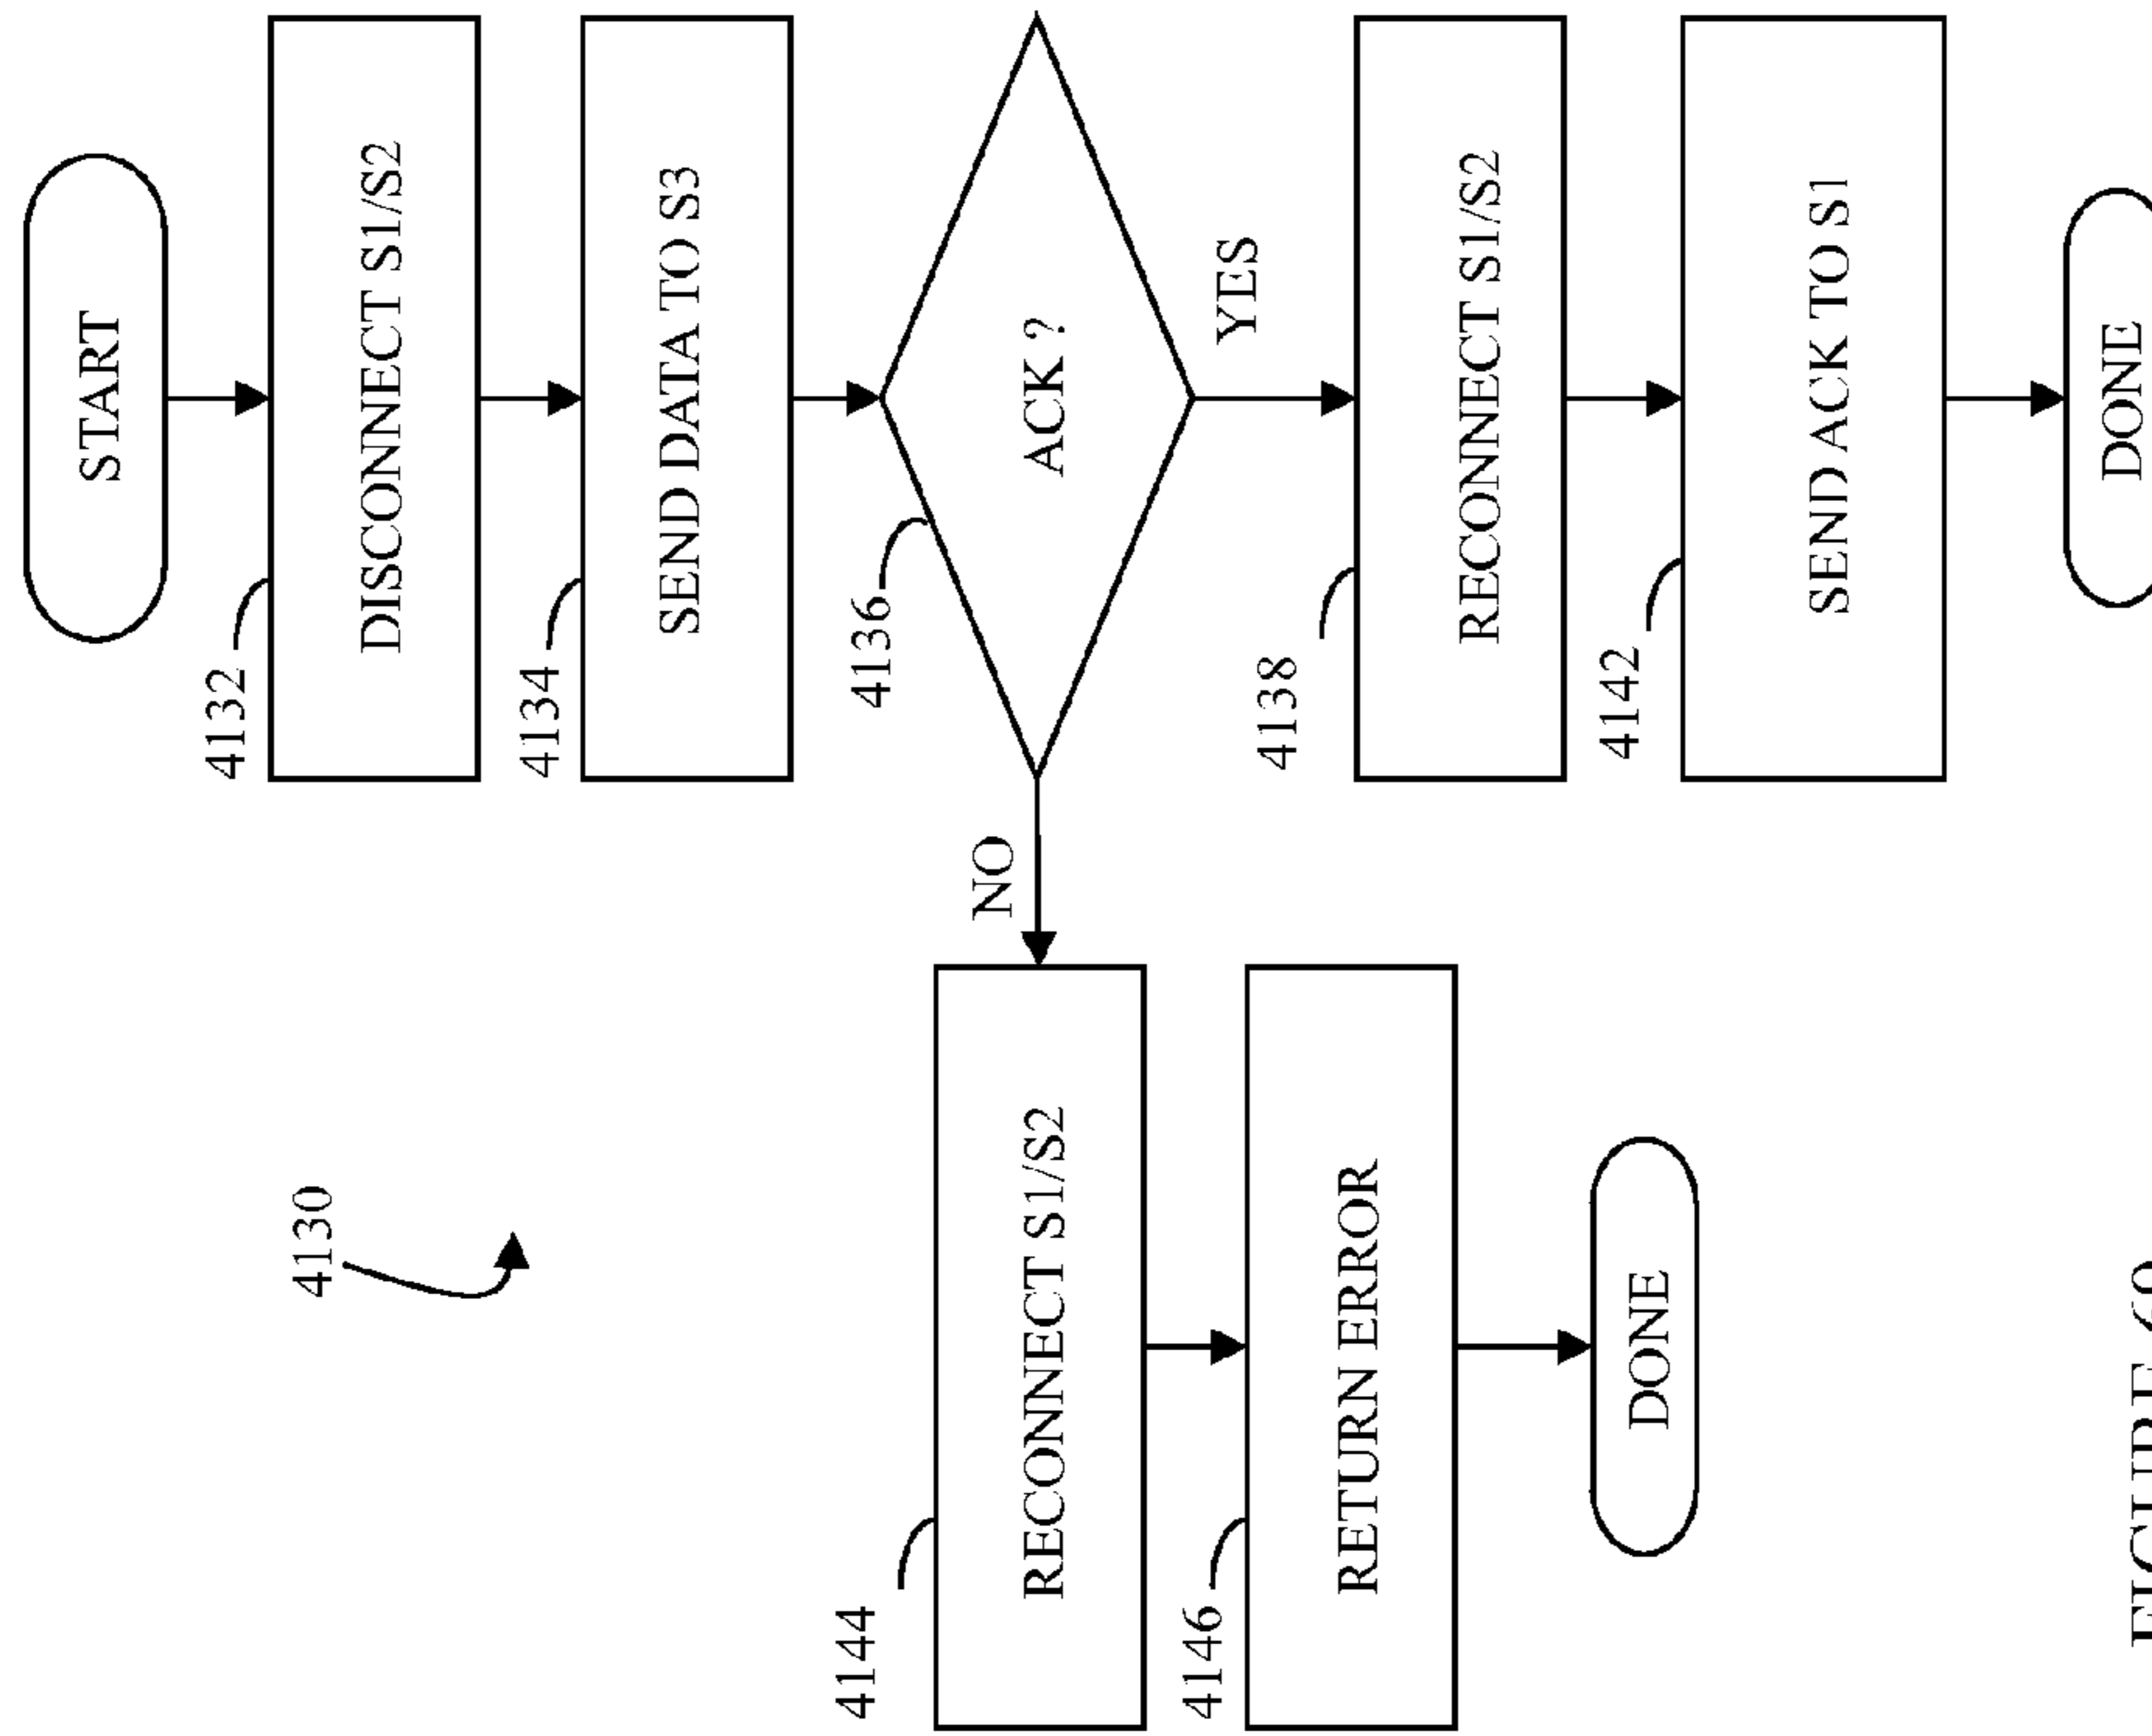 START
4132
DISCONNECT S1/S2
4134
SEND DATA TO S3
4136
ACK ?
NO
YES
4138
RECONNECT S1/S2
4142
SEND ACK TO S1
DONE
4130
4144
RECONNECT S1/S2
4146
RETURN ERROR
DONE
FIGURE